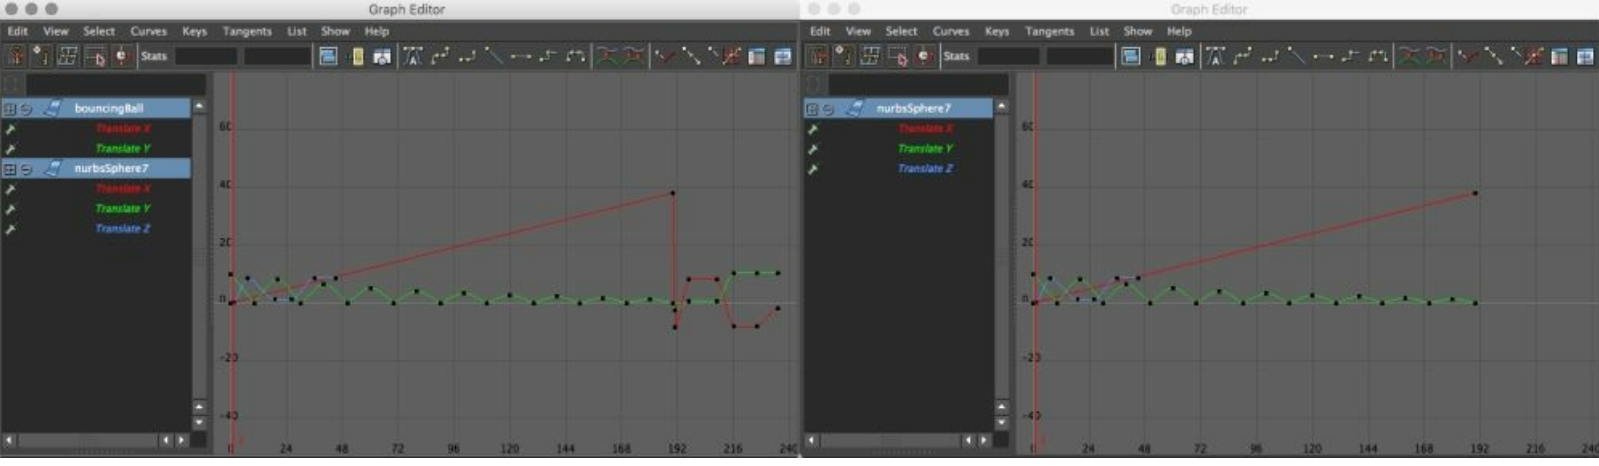 Graph Editor
Edit View Select Curves Keys Tangents List Show Help
Stats
bouncingBall
Translate X
Translate Y
nurbsSphere7
Translate X
Translate Y
Translate Z
60
40
20
0
-20
-40
24 48 72 96 120 144 168 192 216 240
Graph Editor
Edit View Select Curves Keys Tangents List Show Help
Stats
nurbsSphere7
Translate X
Translate Y
Translate Z
60
40
20
0
-20
-40
24 48 72 96 120 144 168 192 216